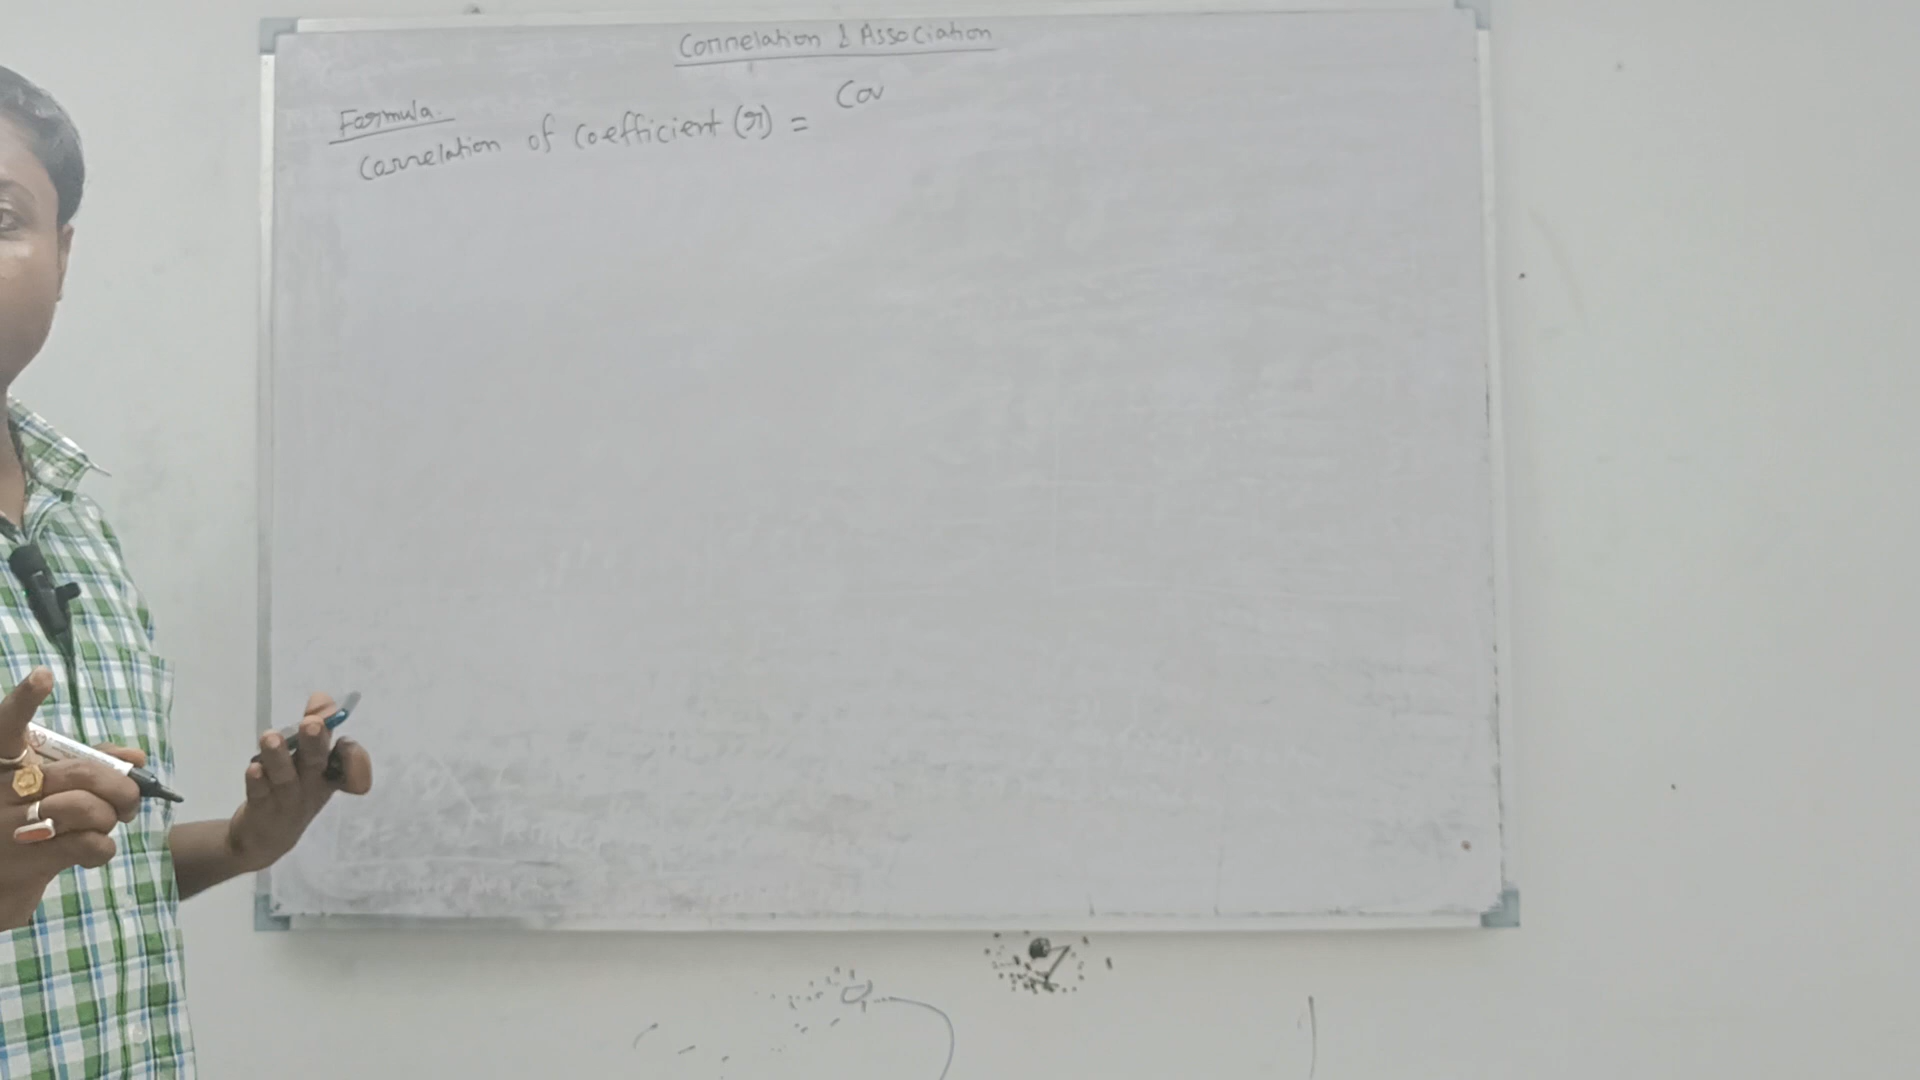 Correlation & Association
Formula.
Correlation of Coefficient (r) = Cov